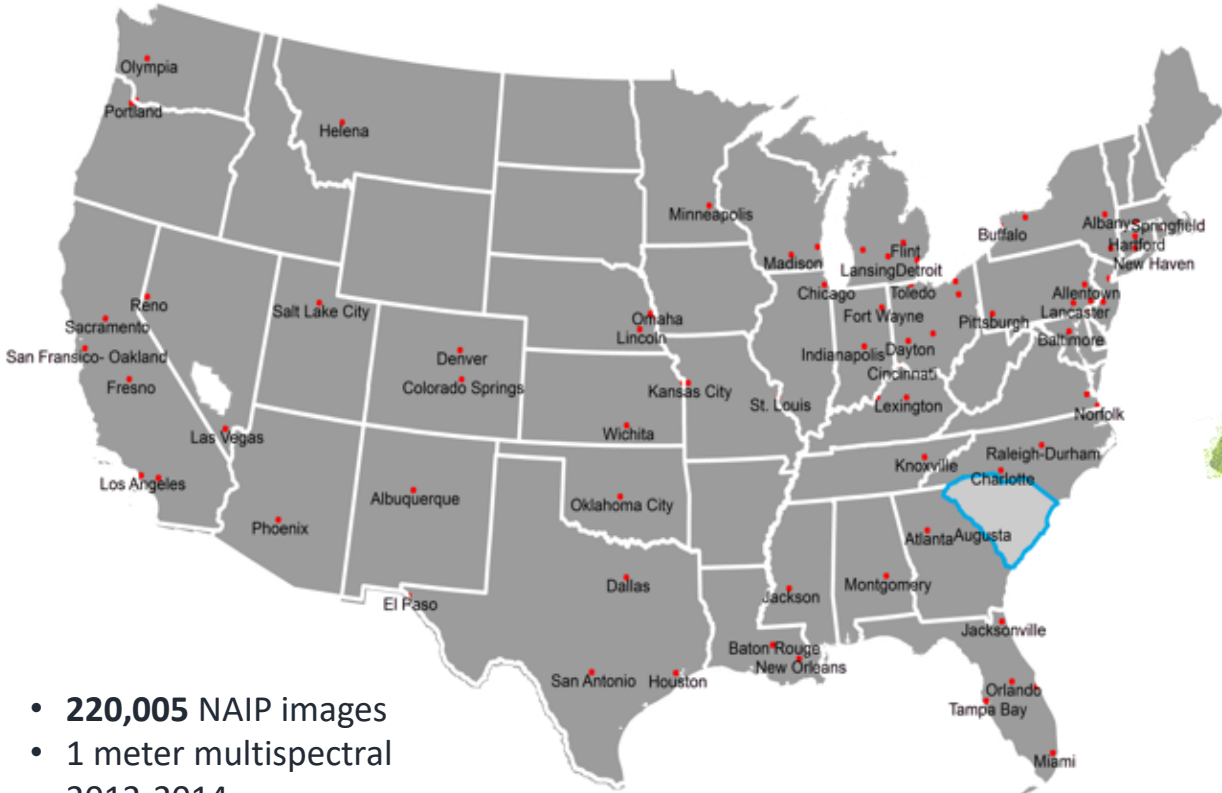 Olympia
Portland
Helena
Minneapolis
Buffalo
Albany Springfield
Hartford
New Haven
Madison
Flint
Lansing Detroit
Chicago
Toledo
Allentown
Lancaster
Reno
Salt Lake City
Sacramento
Omaha
Lincoln
Fort Wayne
Pittsburgh
Baltimore
San Fransico- Oakland
Fresno
Denver
Colorado Springs
Indianapolis
Dayton
Cincinnati
Kansas City
St. Louis
Lexington
Norfolk
Las Vegas
Wichita
Los Angeles
Albuquerque
Oklahoma City
Knoxville
Raleigh-Durham
Charlotte
Phoenix
Atlanta
Augusta
El Paso
Dallas
Jackson
Montgomery
Jacksonville
Baton Rouge
New Orleans
San Antonio
Houston
Orlando
Tampa Bay
Miami
• 220,005 NAIP images
• 1 meter multispectral